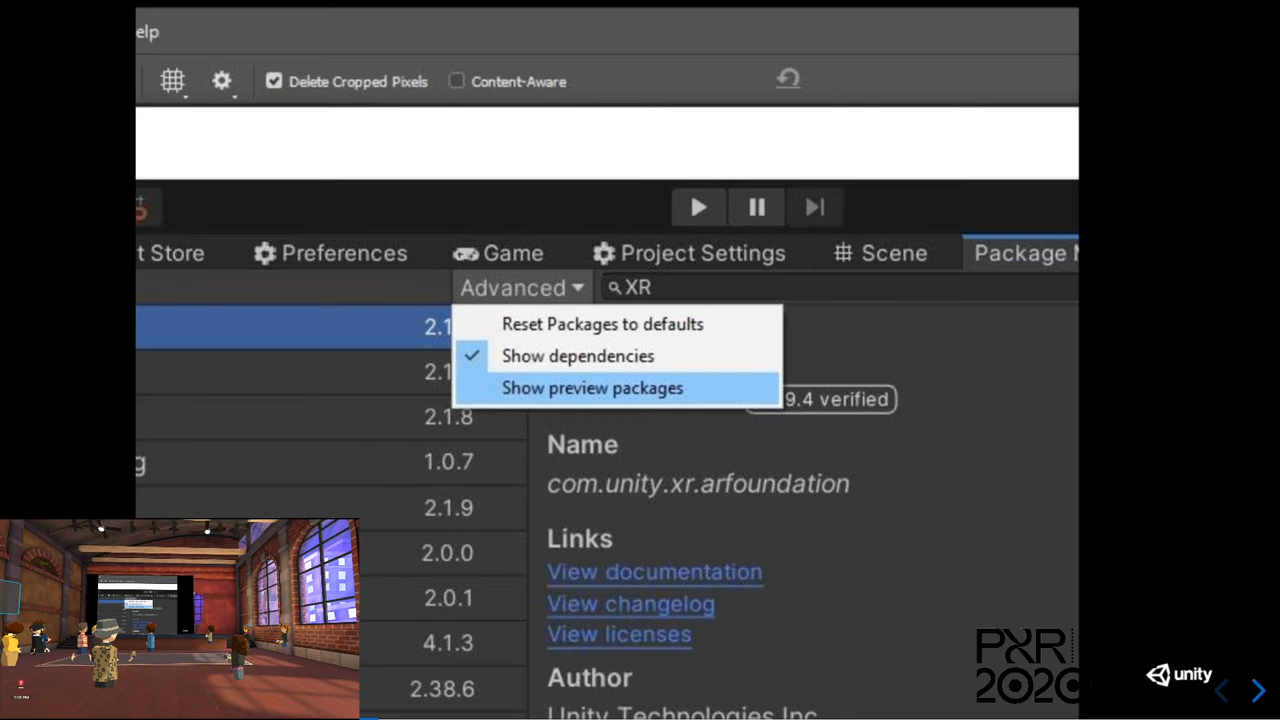 elp
Delete Cropped Pixels Content-Aware
t Store Preferences Game Project Settings Scene Package
Advanced XR
2.1
Reset Packages to defaults
Show dependencies
2.1
Show preview packages
9.4 verified
2.1.8
Name
g 1.0.7
com.unity.xr.arfoundation
2.1.9
Links
2.0.0
View documentation
2.0.1
View changelog
View licenses
4.1.3
Author
2.38.6
Unity Technologies Inc
PXR
2020
unity